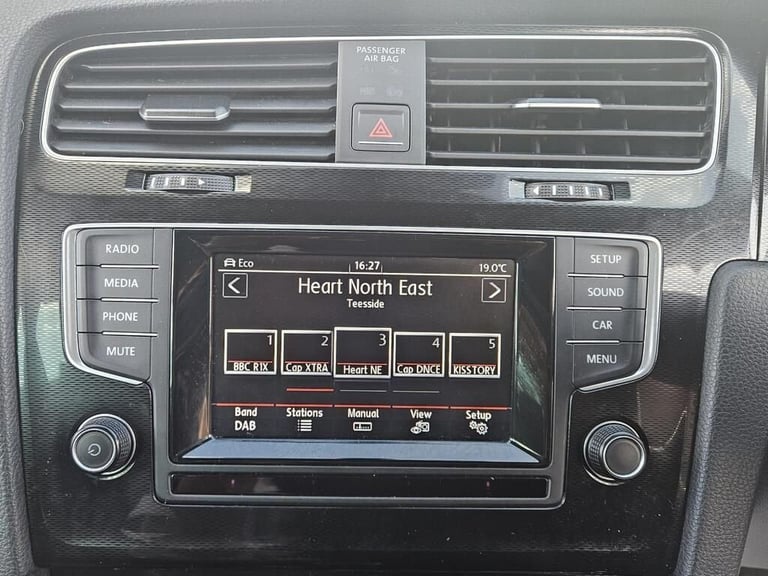 PASSENGER
AIR BAG
RADIO
MEDIA
PHONE
MUTE
Eco 16:27 19.0°C
< Heart North East >
Teesside
1 2 3 4 5
BBC R1X Cap XTRA Heart NE Cap DNCE KISSTORY
Band Stations Manual View Setup
DAB
SETUP
SOUND
CAR
MENU